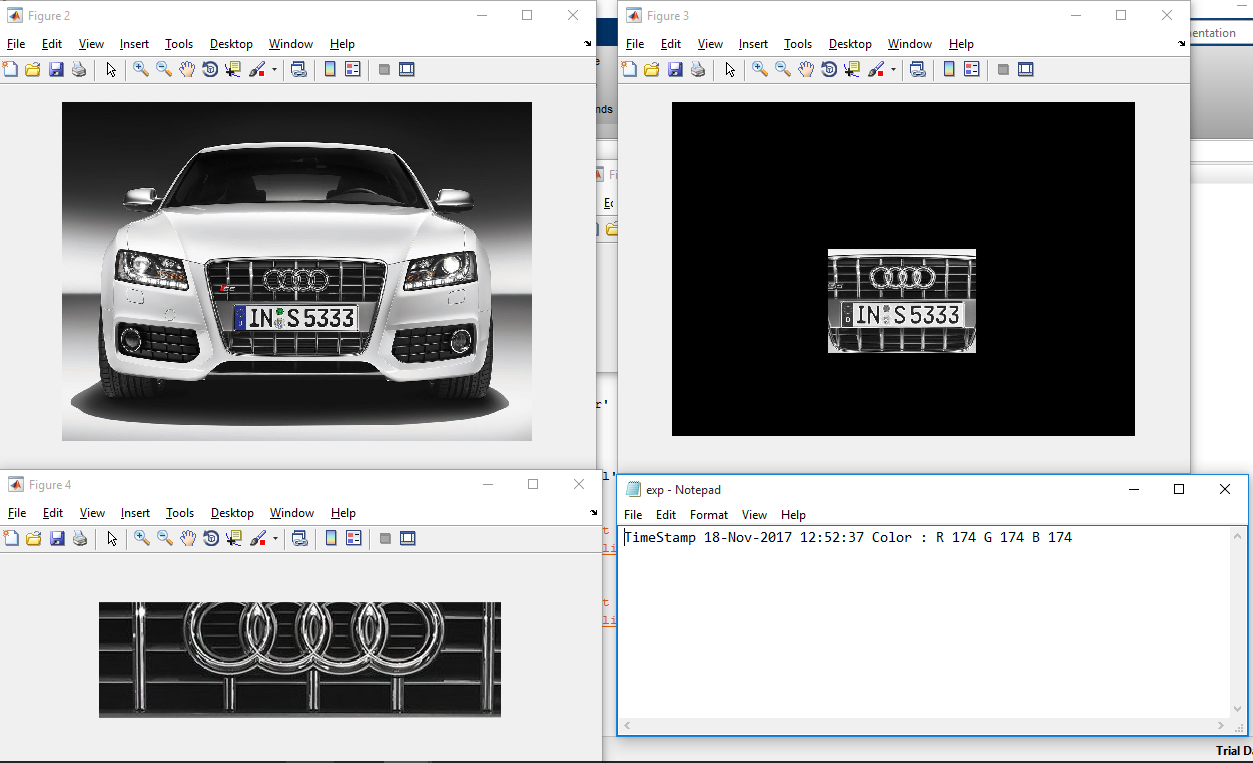 Figure 2
File Edit View Insert Tools Desktop Window Help
IN S 5333
Figure 3
File Edit View Insert Tools Desktop Window Help
IN S 5333
Figure 4
File Edit View Insert Tools Desktop Window Help
exp - Notepad
File Edit Format View Help
TimeStamp 18-Nov-2017 12:52:37 Color : R 174 G 174 B 174
Trial